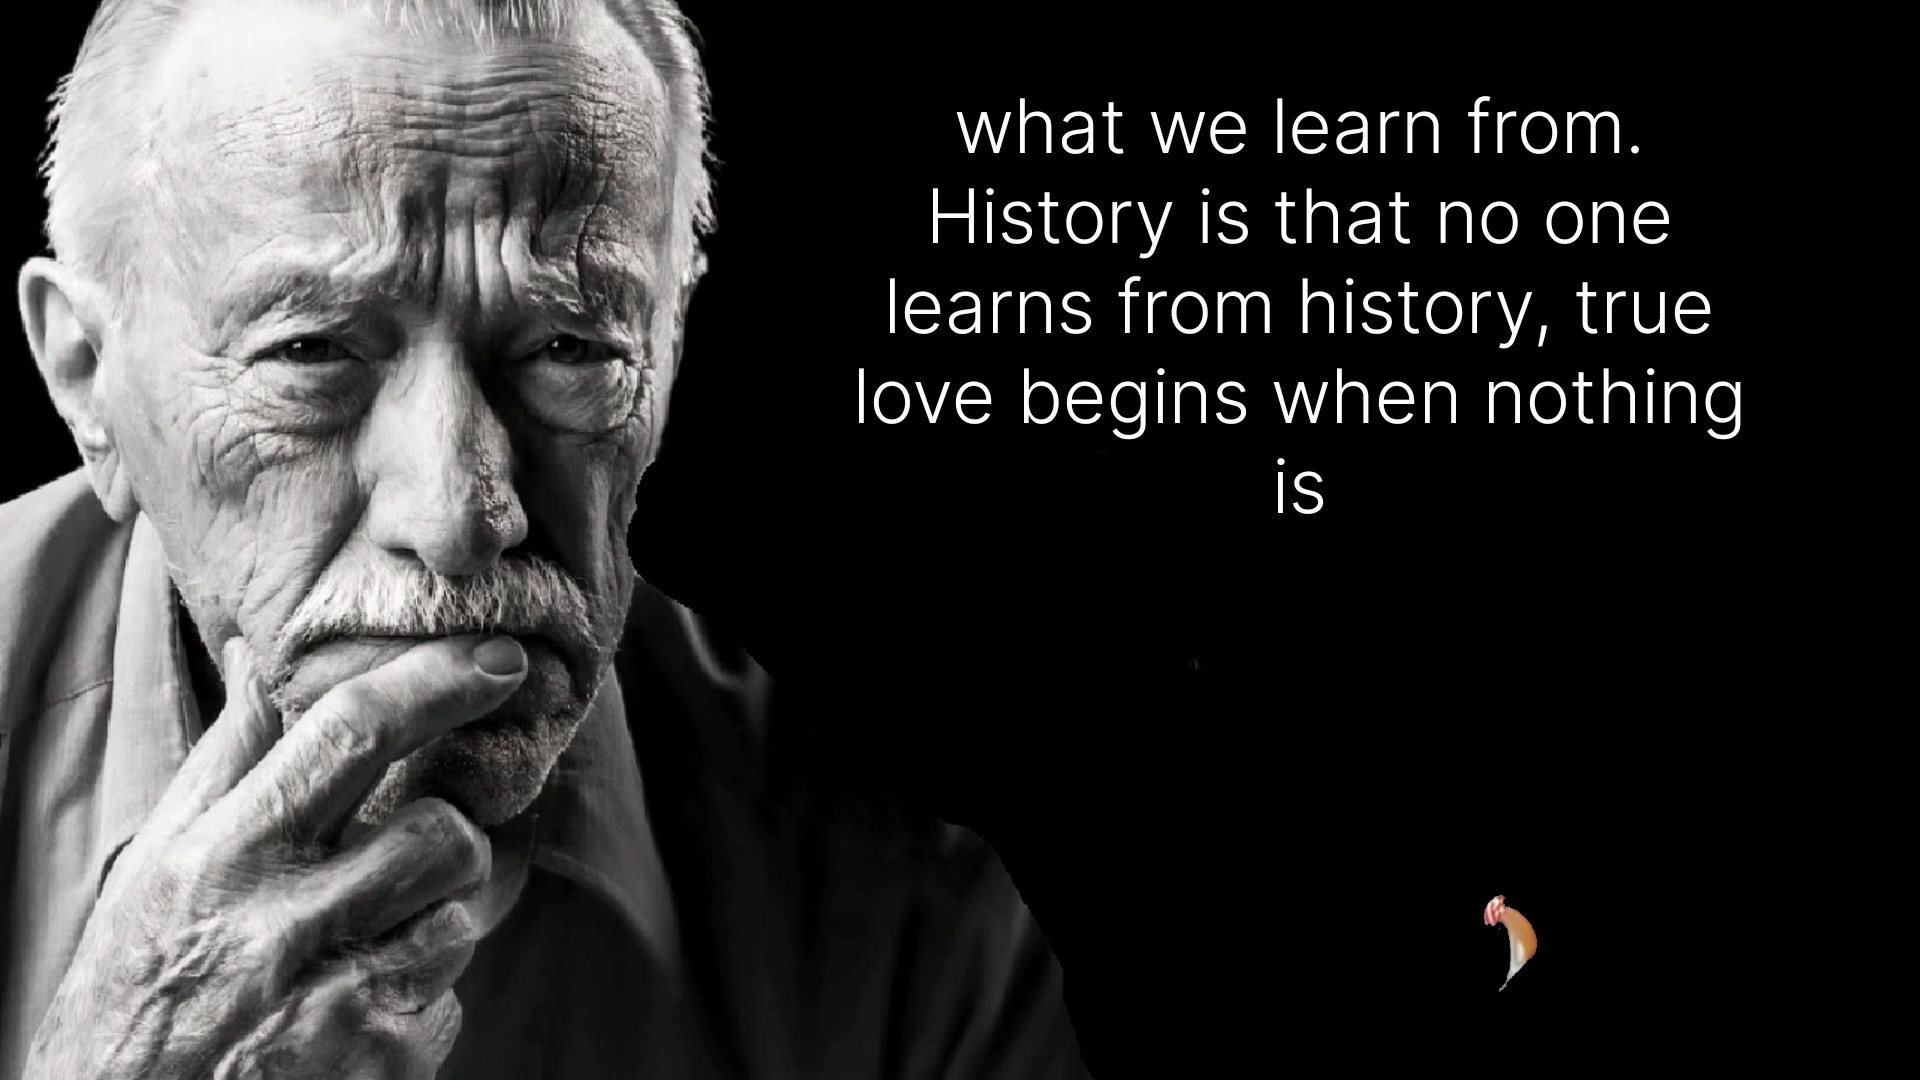 what we learn from.
History is that no one
learns from history, true
love begins when nothing
is